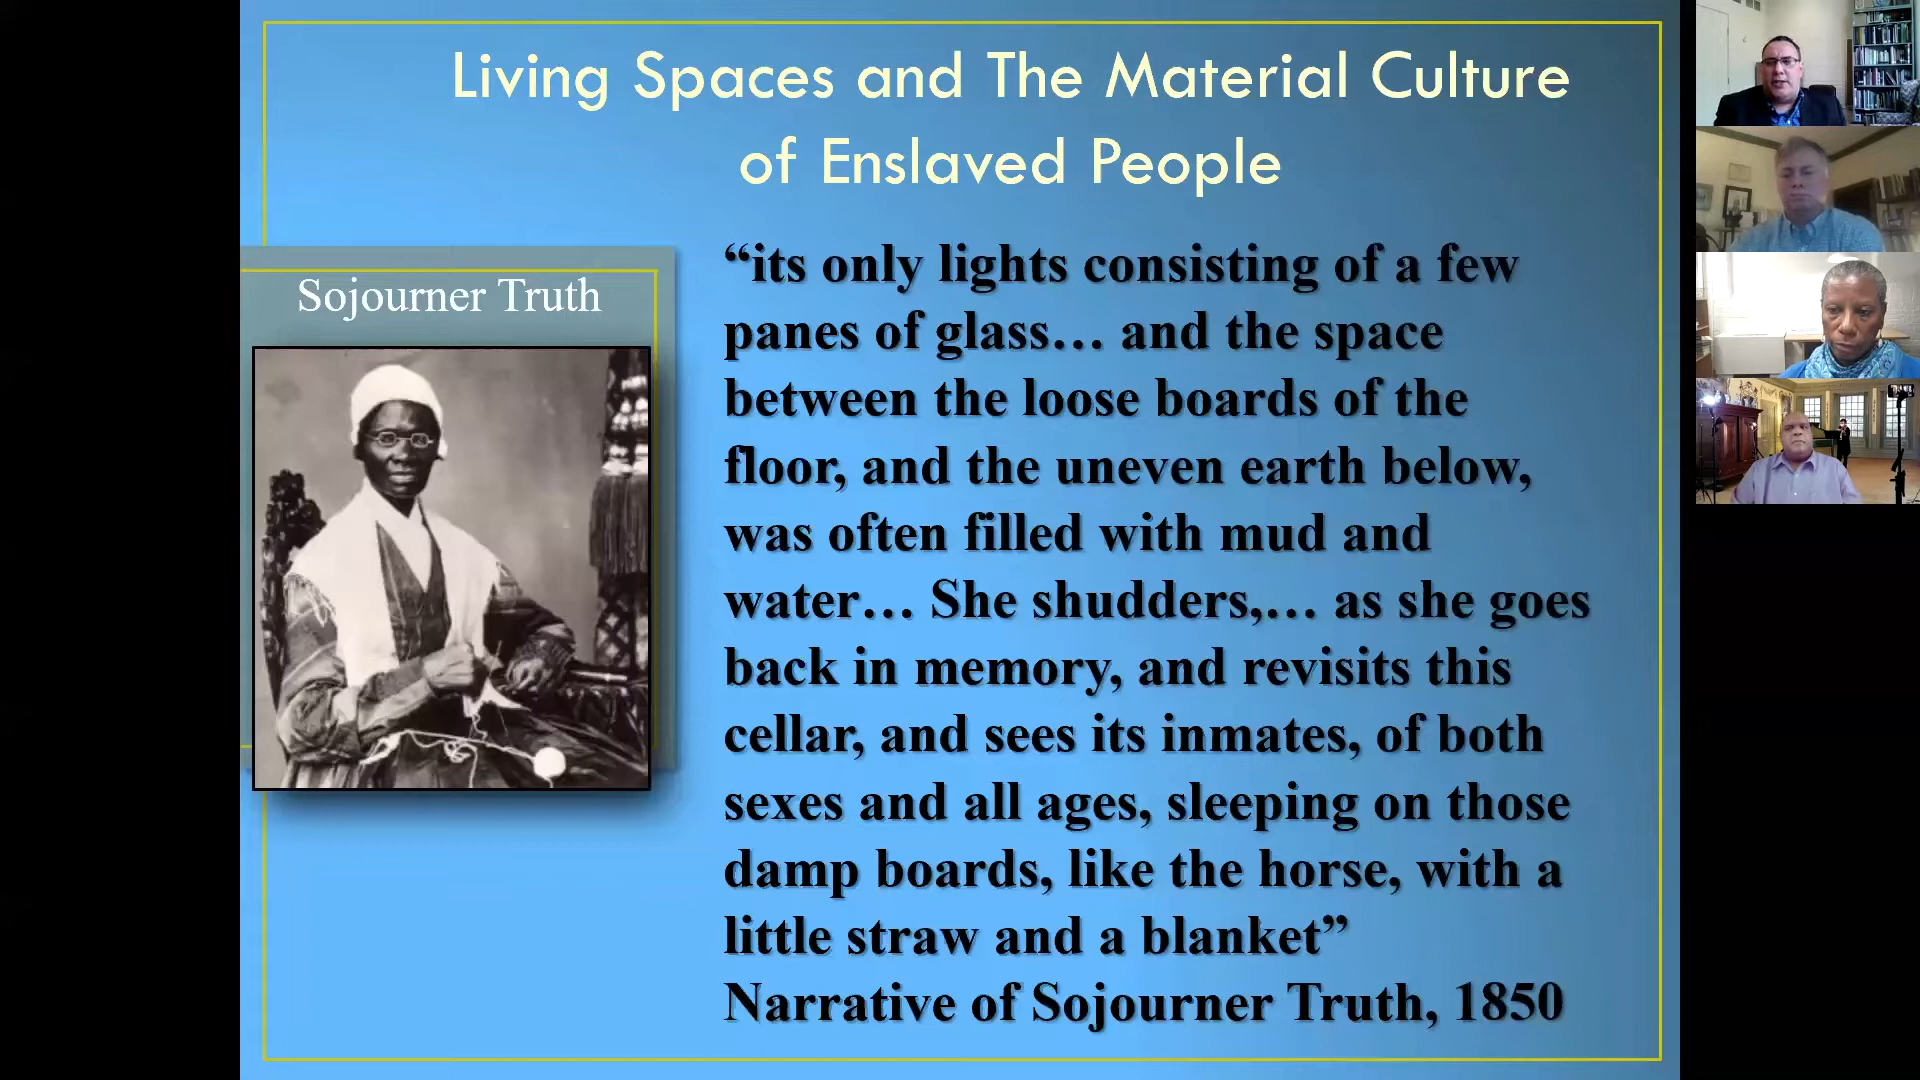 Living Spaces and The Material Culture
of Enslaved People
Sojourner Truth
“its only lights consisting of a few
panes of glass… and the space
between the loose boards of the
floor, and the uneven earth below,
was often filled with mud and
water… She shudders,… as she goes
back in memory, and revisits this
cellar, and sees its inmates, of both
sexes and all ages, sleeping on those
damp boards, like the horse, with a
little straw and a blanket”
Narrative of Sojourner Truth, 1850